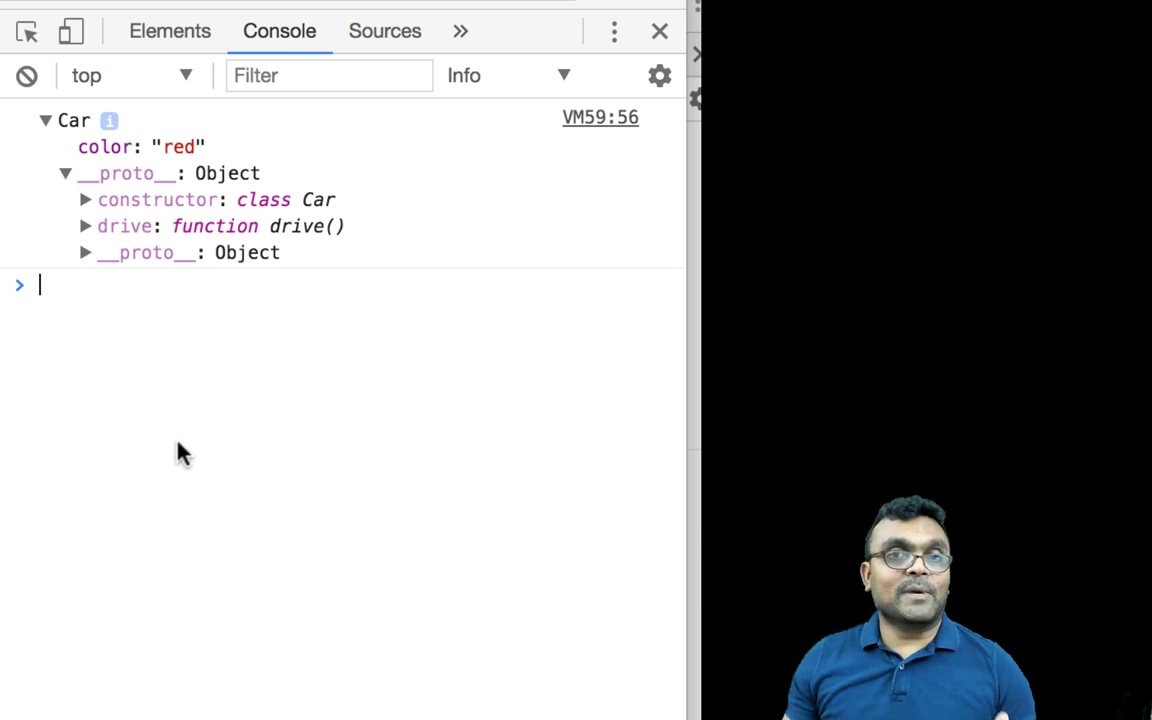 Elements Console Sources »
top Filter Info
▼ Car i VM59:56
color: "red"
▼ __proto__: Object
▶ constructor: class Car
▶ drive: function drive()
▶ __proto__: Object
>